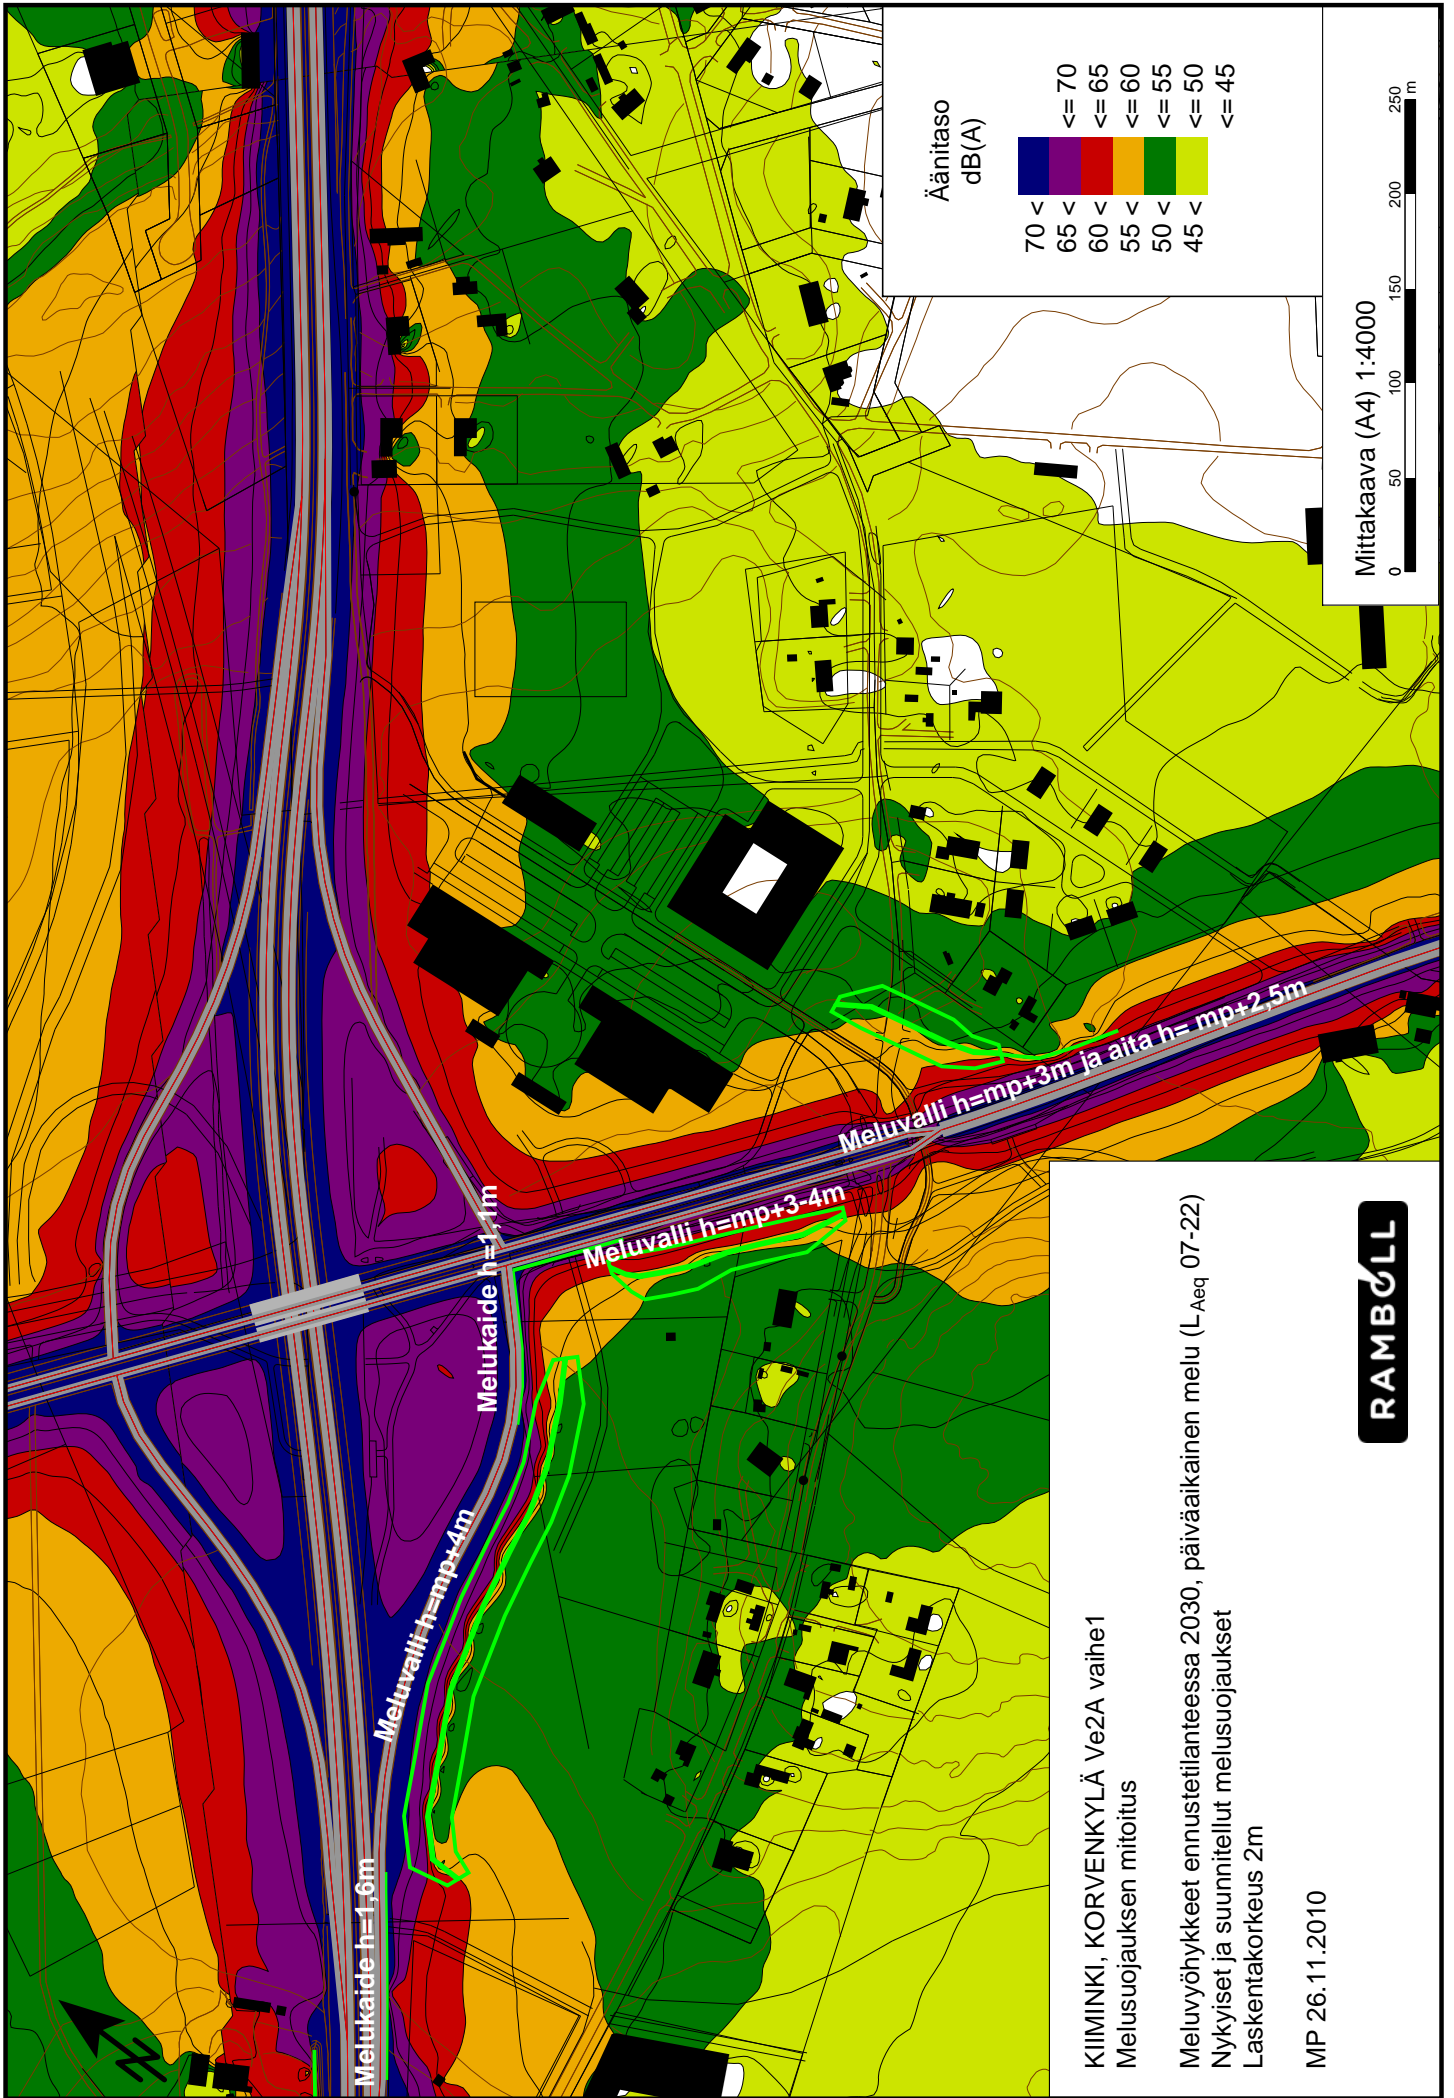 Melukaide h=1,6m
Meluvalli h=mp+4m
Melukaide h=1,1m
Meluvalli h=mp+3-4m
Meluvalli h=mp+3m ja aita h= mp+2,5m
Äänitaso
dB(A)
70 <
65 < <= 70
60 < <= 65
55 < <= 60
50 < <= 55
45 < <= 50
<= 45
Mittakaava (A4) 1:4000
0 50 100 150 200 250
m
KIIMINKI, KORVENKYLÄ Ve2A vaihe1
Melusuojauksen mitoitus
Meluvyöhykkeet ennustetilanteessa 2030, päiväaikainen melu (L Aeq 07-22)
Nykyiset ja sunnitellut melusuojaukset
Laskentakorkeus 2m
MP 26.11.2010
RAMBOLL
N